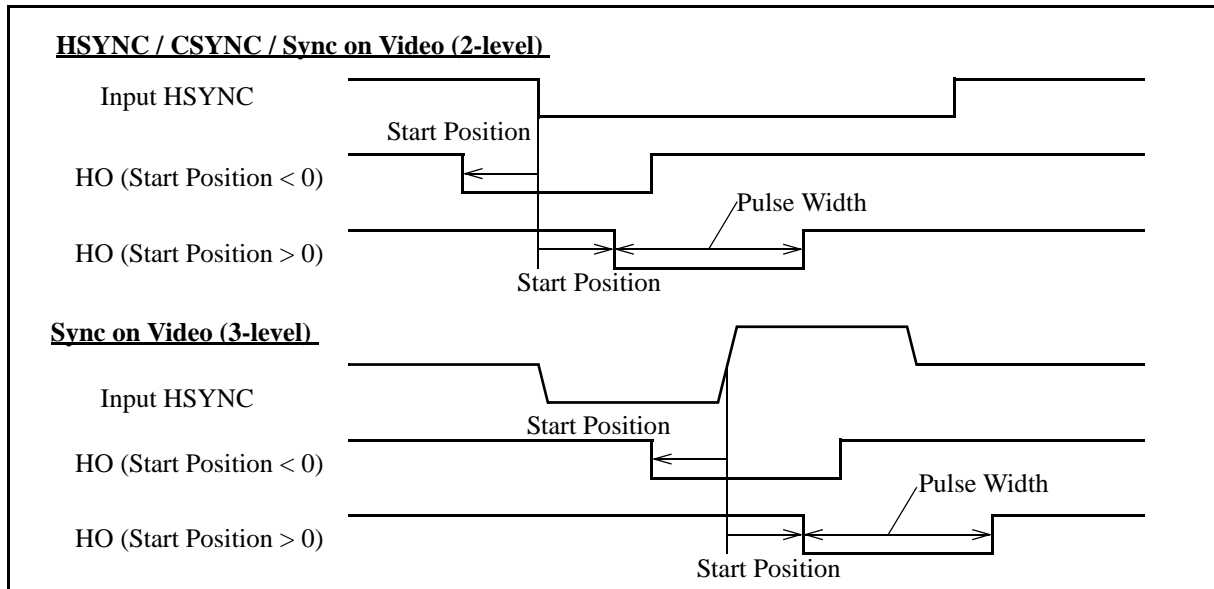 HSYNC / CSYNC / Sync on Video (2-level)
Input HSYNC
Start Position
HO (Start Position < 0)
Pulse Width
HO (Start Position > 0)
Start Position
Sync on Video (3-level)
Input HSYNC
Start Position
HO (Start Position < 0)
Pulse Width
HO (Start Position > 0)
Start Position